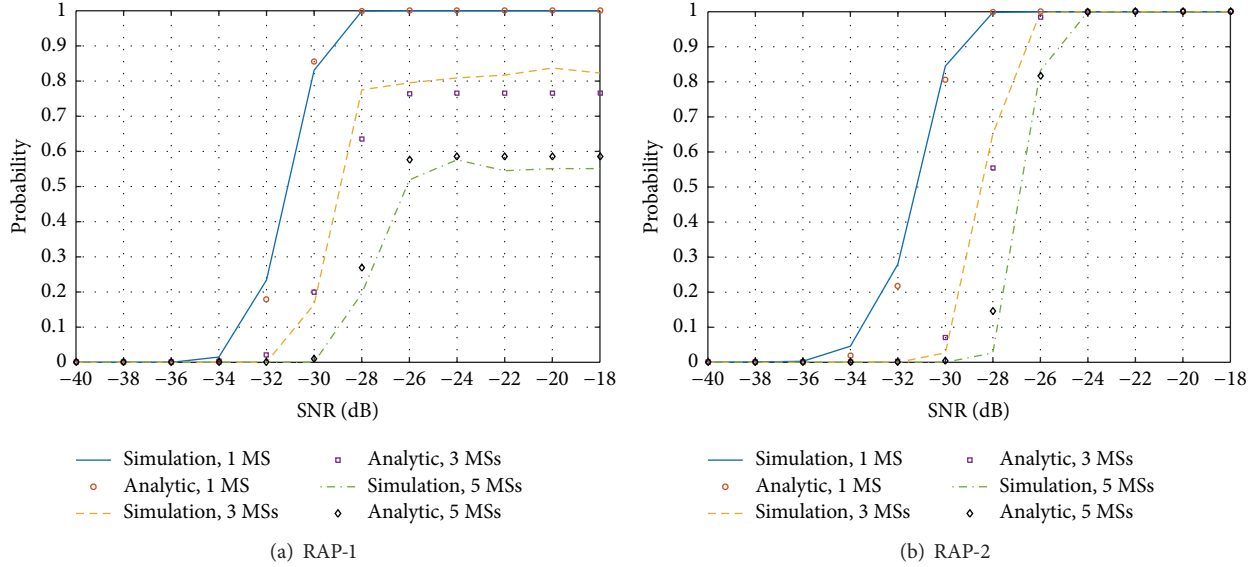 1
0.9
0.8
0.7
0.6
0.5
0.4
0.3
0.2
0.1
0
Probability
−40 −38 −36 −34 −32 −30 −28 −26 −24 −22 −20 −18
SNR (dB)
Simulation, 1 MS
Analytic, 1 MS
Simulation, 3 MSs
Analytic, 3 MSs
Simulation, 5 MSs
Analytic, 5 MSs
(a) RAP-1
1
0.9
0.8
0.7
0.6
0.5
0.4
0.3
0.2
0.1
0
Probability
−40 −38 −36 −34 −32 −30 −28 −26 −24 −22 −20 −18
SNR (dB)
Simulation, 1 MS
Analytic, 1 MS
Simulation, 3 MSs
Analytic, 3 MSs
Simulation, 5 MSs
Analytic, 5 MSs
(b) RAP-2